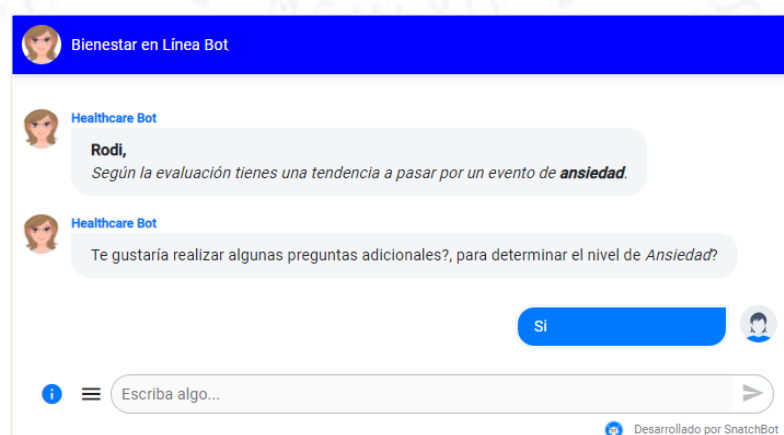 Bienestar en Línea Bot
Healthcare Bot
Rodi,
Según la evaluación tienes una tendencia a pasar por un evento de ansiedad.
Healthcare Bot
Te gustaría realizar algunas preguntas adicionales?, para determinar el nivel de Ansiedad?
Si
Escriba algo...
Desarrollado por SnatchBot